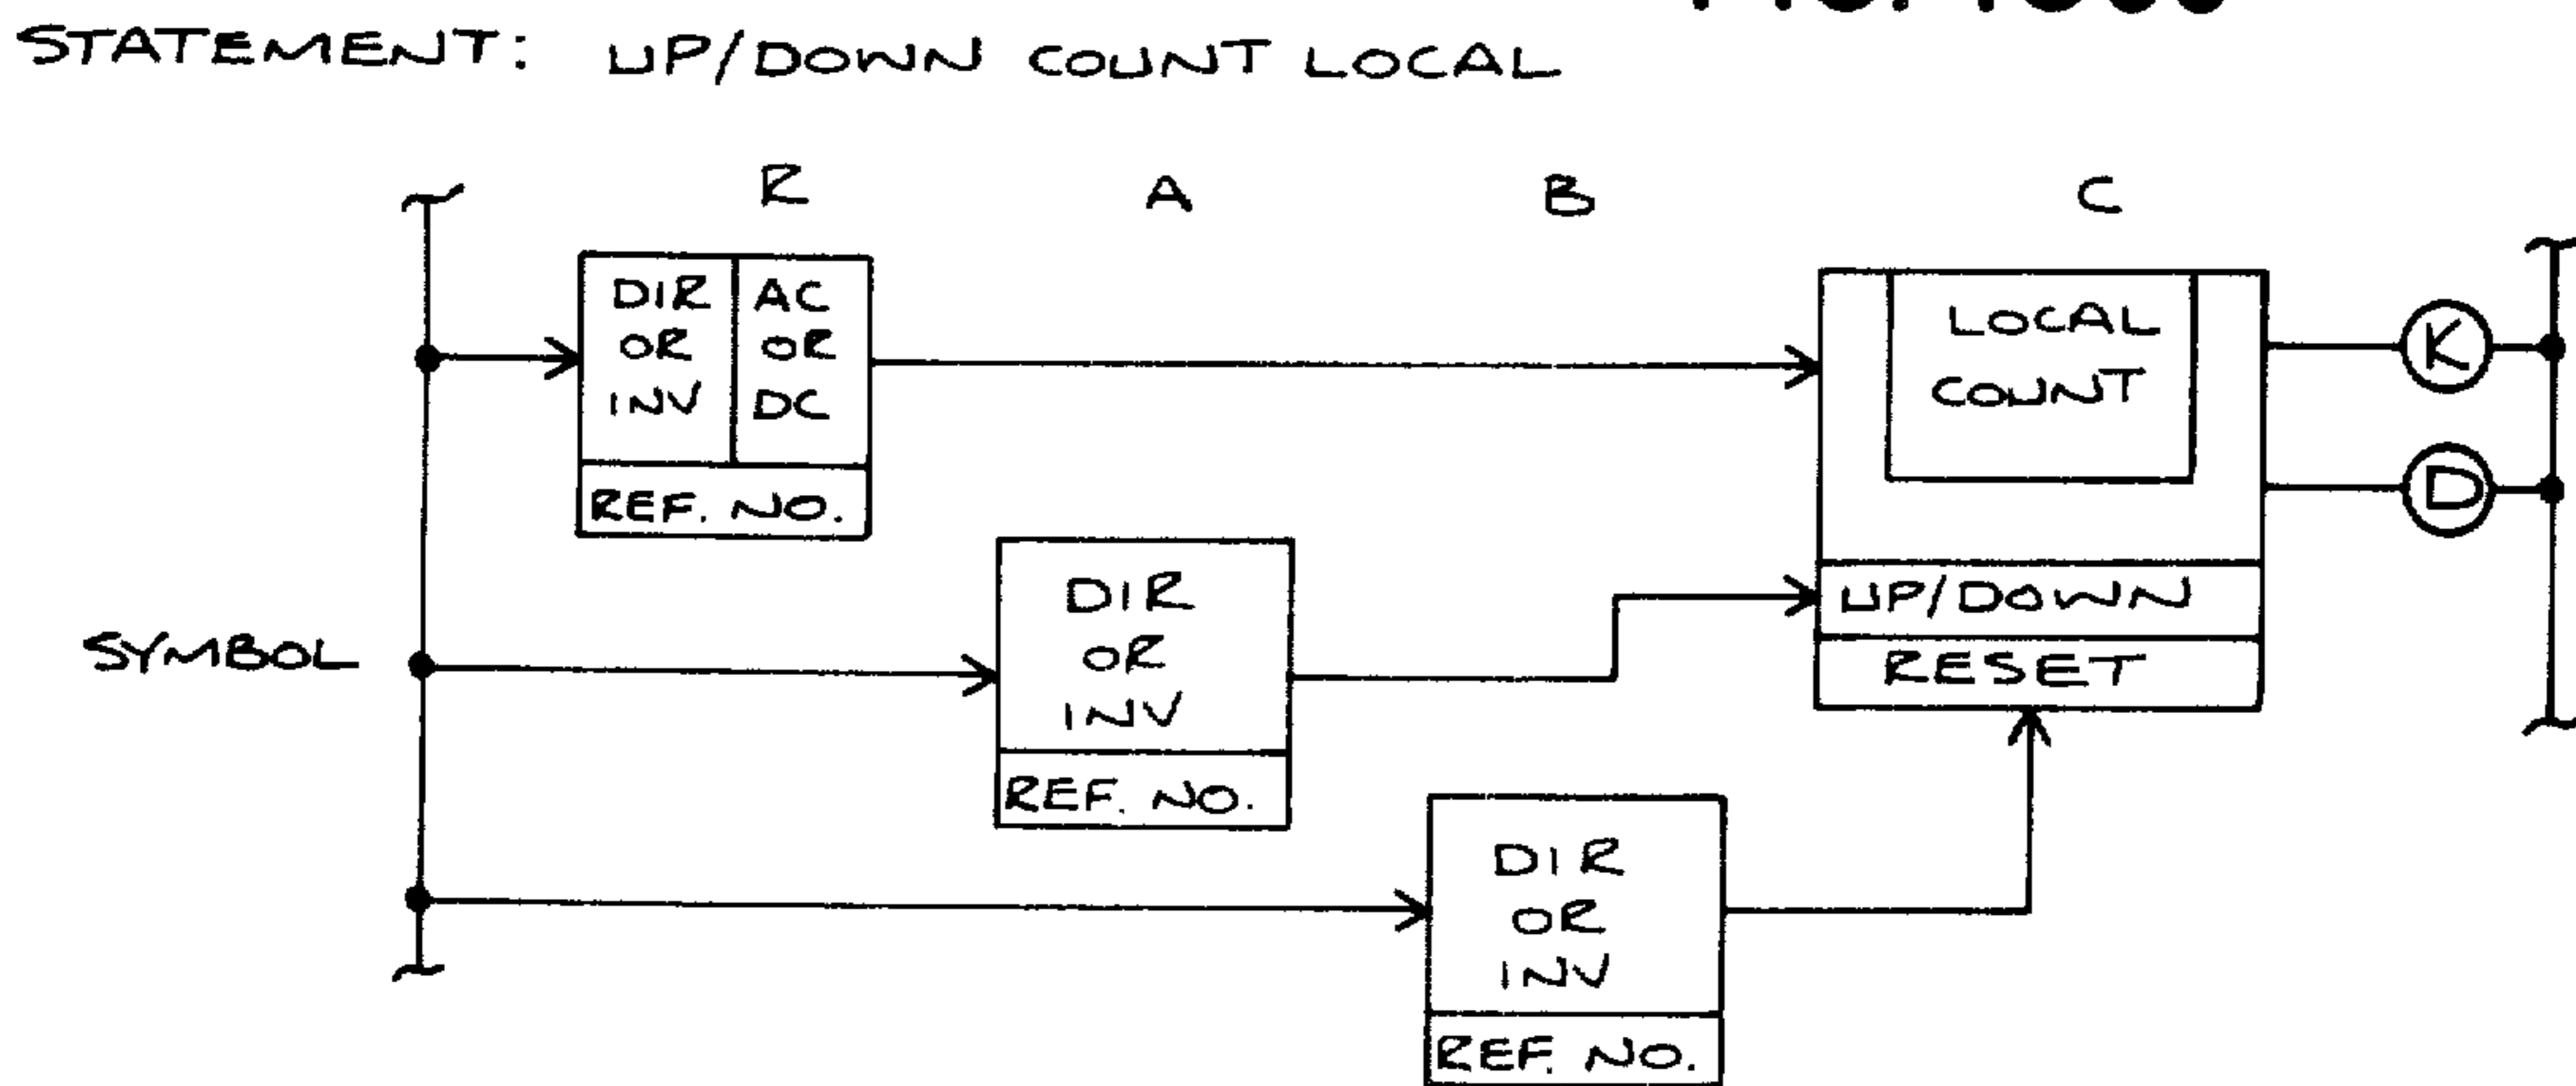 STATEMENT: UP/DOWN COUNT LOCAL
R A B C
DIR
OR
INV
AC
OR
DC
REF. NO.
LOCAL
COUNT
K
D
UP/DOWN
RESET
SYMBOL
DIR
OR
INV
REF. NO.
DIR
OR
INV
REF. NO.